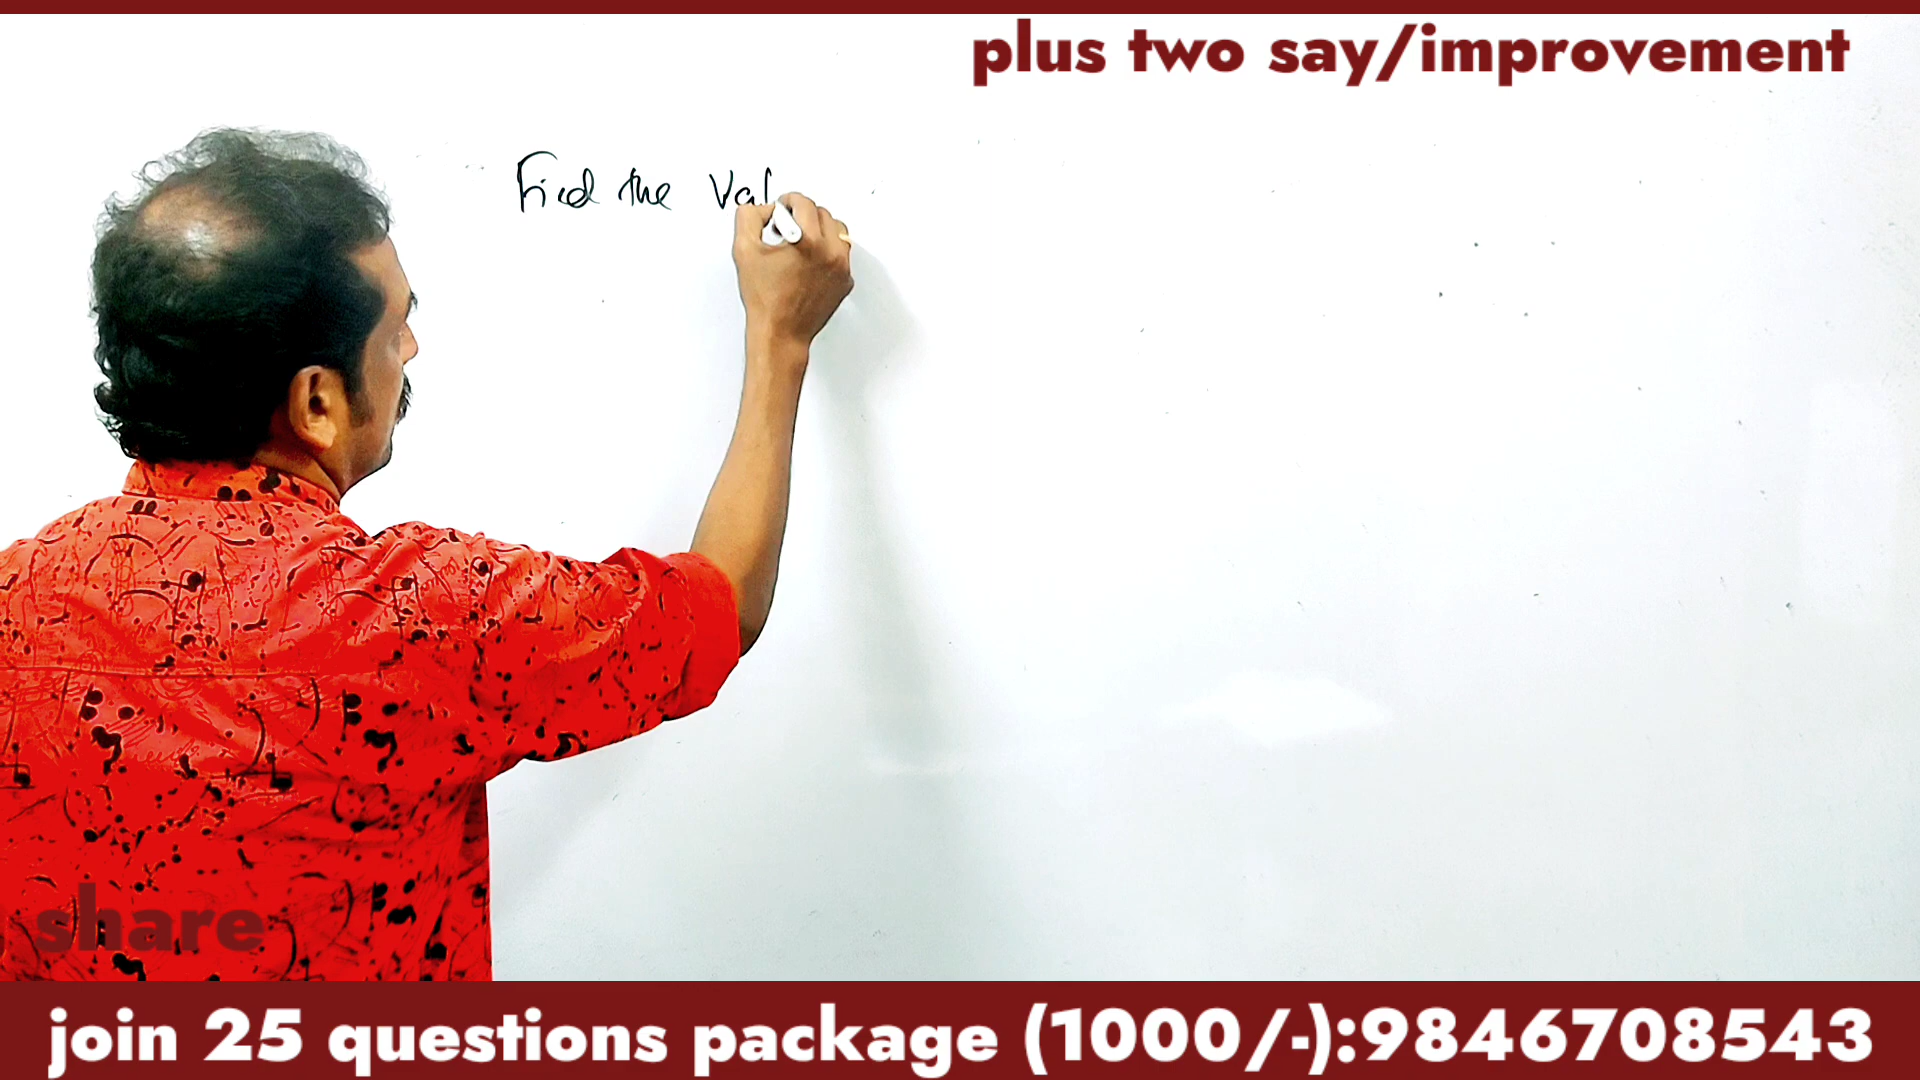 plus two say/improvement
Find the Val
share
join 25 questions package (1000/-):9846708543